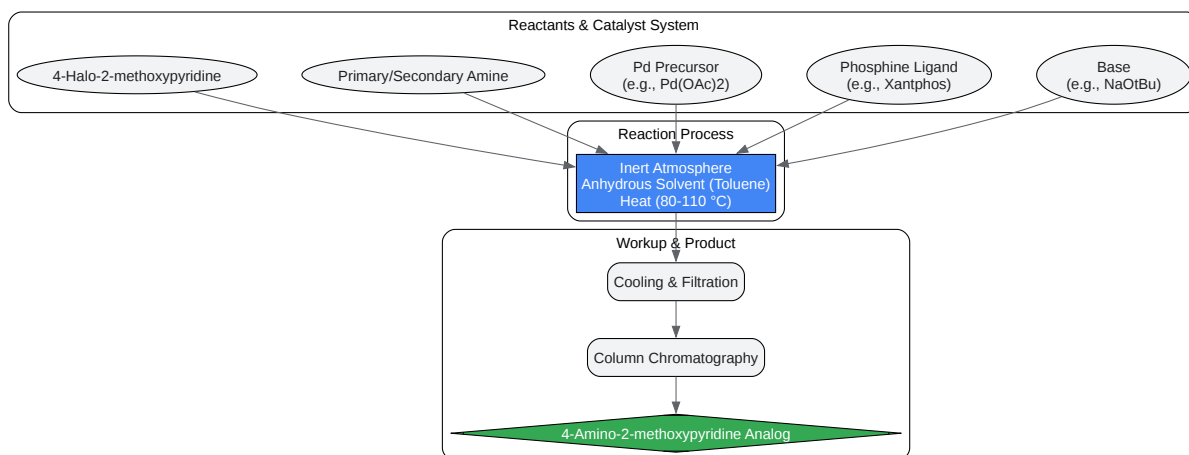 Reactants & Catalyst System
4-Halo-2-methoxypyridine
Primary/Secondary Amine
Pd Precursor
(e.g., Pd(OAc)2)
Phosphine Ligand
(e.g., Xantphos)
Base
(e.g., NaOtBu)
Reaction Process
Inert Atmosphere
Anhydrous Solvent (Toluene)
Heat (80-110 °C)
Workup & Product
Cooling & Filtration
Column Chromatography
4-Amino-2-methoxypyridine Analog